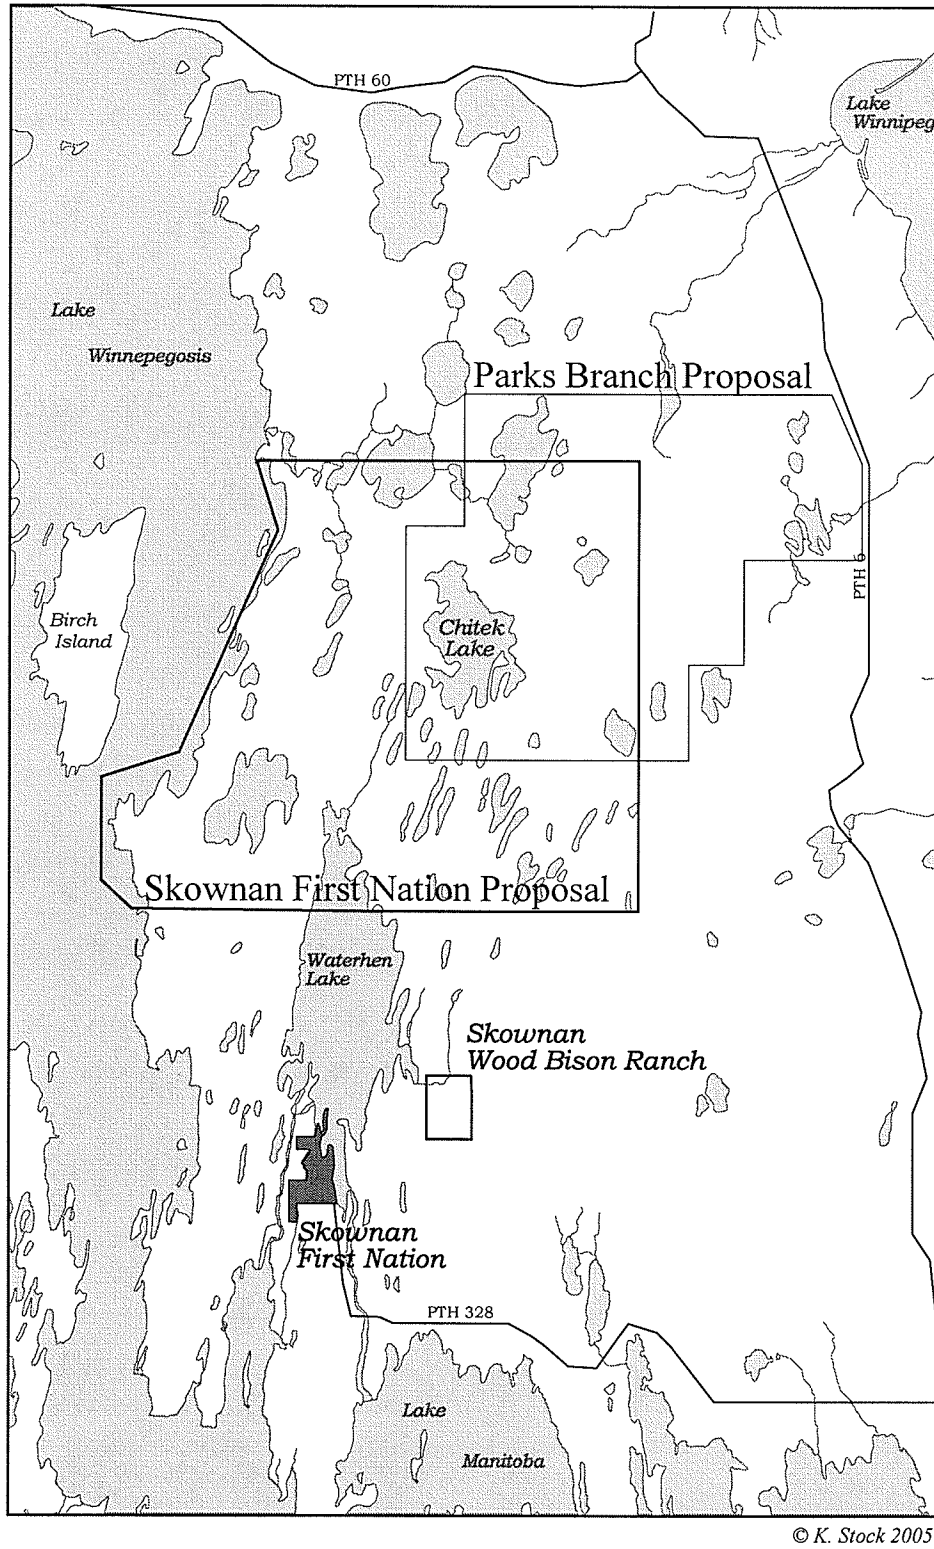 PTH 60
Lake
Winnipeg
Lake
Winnepegosis
Parks Branch Proposal
PTH 6
Birch
Island
Chitek
Lake
Skownan First Nation Proposal
Waterhen
Lake
Skownan
Wood Bison Ranch
Skownan
First Nation
PTH 328
Lake
Manitoba
© K. Stock 2005